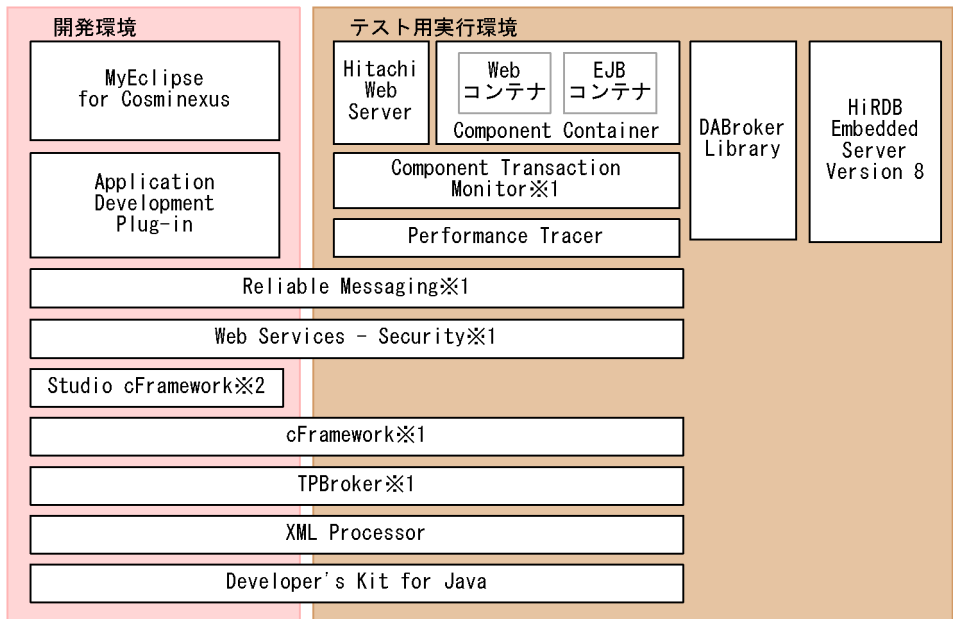 開発環境
MyEclipse
for Cosminexus
Application
Development
Plug-in
テスト用実行環境
Hitachi
Web
Server
Web
コンテナ
EJB
コンテナ
Component Container
Component Transaction
Monitor※1
Performance Tracer
DABroker
Library
HiRDB
Embedded
Server
Version 8
Reliable Messaging※1
Web Services - Security※1
Studio cFramework※2
cFramework※1
TPBroker※1
XML Processor
Developer's Kit for Java